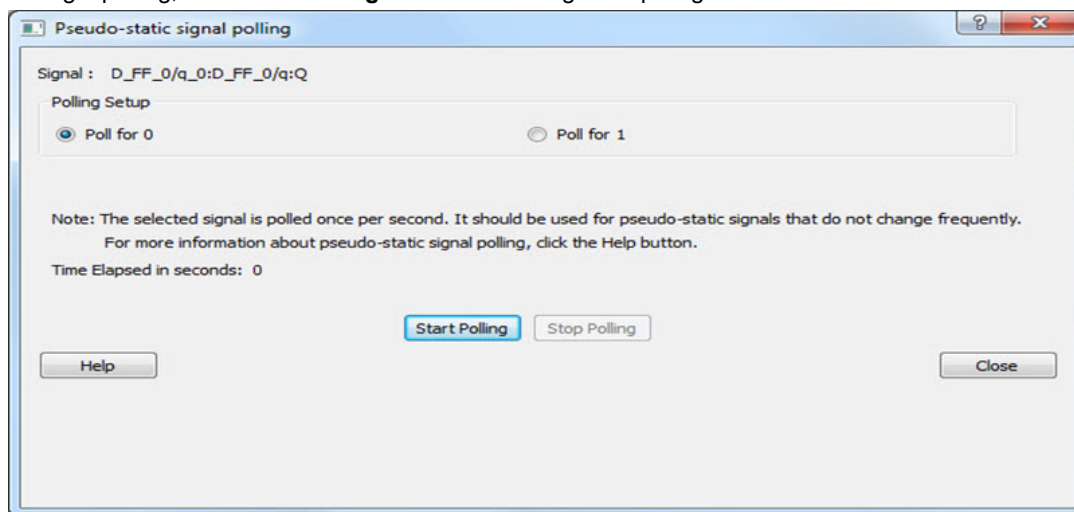 Pseudo-static signal polling
Signal : D_FF_0/q_0:D_FF_0/q:Q
Polling Setup
Poll for 0 Poll for 1
Note: The selected signal is polled once per second. It should be used for pseudo-static signals that do not change frequently.
For more information about pseudo-static signal polling, click the Help button.
Time Elapsed in seconds: 0
Start Polling Stop Polling
Help Close